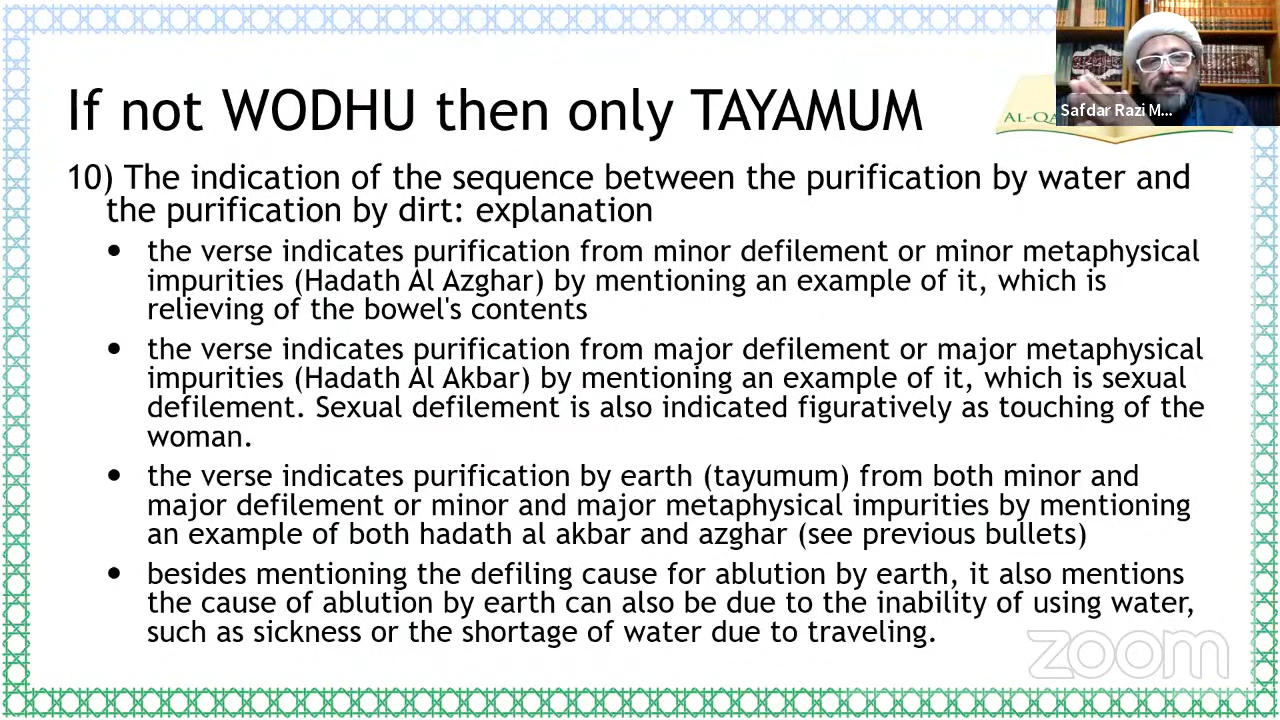 If not WODHU then only TAYAMUM
AL-QA
Safdar Razi M...
10) The indication of the sequence between the purification by water and
the purification by dirt: explanation
• the verse indicates purification from minor defilement or minor metaphysical
impurities (Hadath Al Azghar) by mentioning an example of it, which is
relieving of the bowel's contents
• the verse indicates purification from major defilement or major metaphysical
impurities (Hadath Al Akbar) by mentioning an example of it, which is sexual
defilement. Sexual defilement is also indicated figuratively as touching of the
woman.
• the verse indicates purification by earth (tayumum) from both minor and
major defilement or minor and major metaphysical impurities by mentioning
an example of both hadath al akbar and azghar (see previous bullets)
• besides mentioning the defiling cause for ablution by earth, it also mentions
the cause of ablution by earth can also be due to the inability of using water,
such as sickness or the shortage of water due to traveling.
zoom